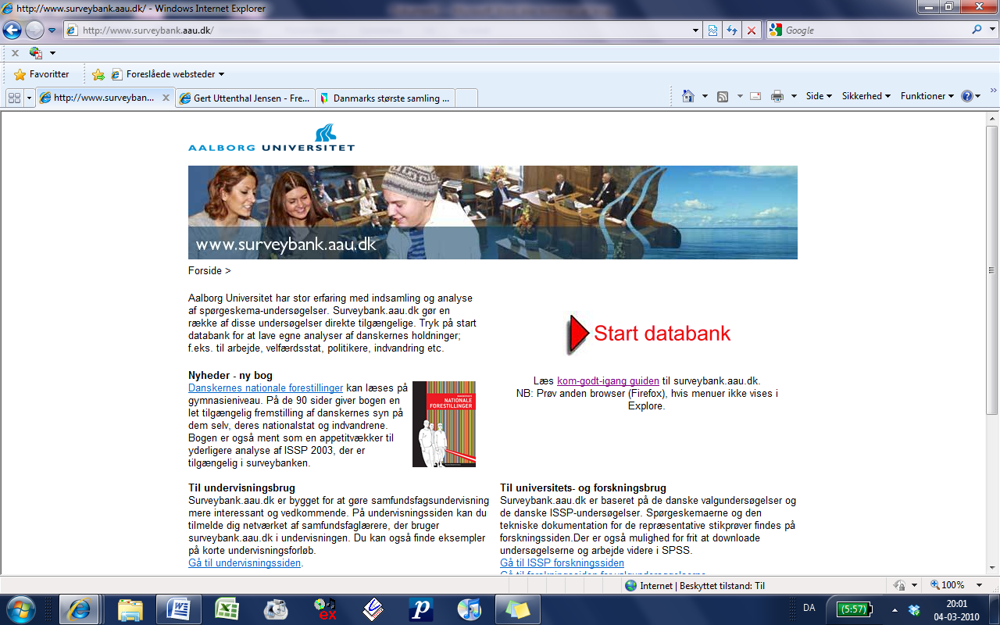 http://www.surveybank.aau.dk/ - Windows Internet Explorer
http://www.surveybank.aau.dk/
Google
Favoritter
Foreslåede websteder
http://www.surveyban...
Gert Uttenthal Jensen - Fre...
Danmarks største samling ...
Side
Sikkerhed
Funktioner
AALBORG UNIVERSITET
www.surveybank.aau.dk
Forside >
Aalborg Universitet har stor erfaring med indsamling og analyse
af spørgeskema-undersøgelser. Surveybank.aau.dk gør en
række af disse undersøgelser direkte tilgængelige. Tryk på start
databank for at lave egne analyser af danskernes holdninger;
f.eks. til arbejde, velfærdsstat, politikere, indvandring etc.
Start databank
Læs kom-godt-igang guiden til surveybank.aau.dk.
NB: Prøv anden browser (Firefox), hvis menuer ikke vises i
Explore.
Nyheder - ny bog
Danskernes nationale forestillinger kan læses på
gymnasieniveau. På de 90 sider giver bogen en
let tilgængelig fremstilling af danskernes syn på
dem selv, deres nationalstat og indvandrene.
Bogen er også ment som en appetitvækker til
yderligere analyse af ISSP 2003, der er
tilgængelig i surveybanken.
NATIONALE
FORESTILLINGER
Til undervisningsbrug
Surveybank.aau.dk er bygget for at gøre samfundsfagsundervisning
mere interessant og vedkommende. På undervisningssiden kan du
tilmelde dig netværket af samfundsfaglærere, der bruger
surveybank.aau.dk i undervisningen. Du kan også finde eksempler
på korte undervisningsforløb.
Gå til undervisningssiden.
Til universitets- og forskningsbrug
Surveybank.aau.dk er baseret på de danske valgundersøgelser og
de danske ISSP-undersøgelser. Spørgeskemaerne og den
tekniske dokumentation for de repræsentative stikprøver findes på
forskningssiden.Der er også mulighed for frit at downloade
undersøgelserne og arbejde videre i SPSS.
Gå til ISSP forskningssiden
Gå til forskningssiden for valgundersøgelserne
Internet | Beskyttet tilstand: Til
100%
ex
DA
(5:57)
20:01
04-03-2010